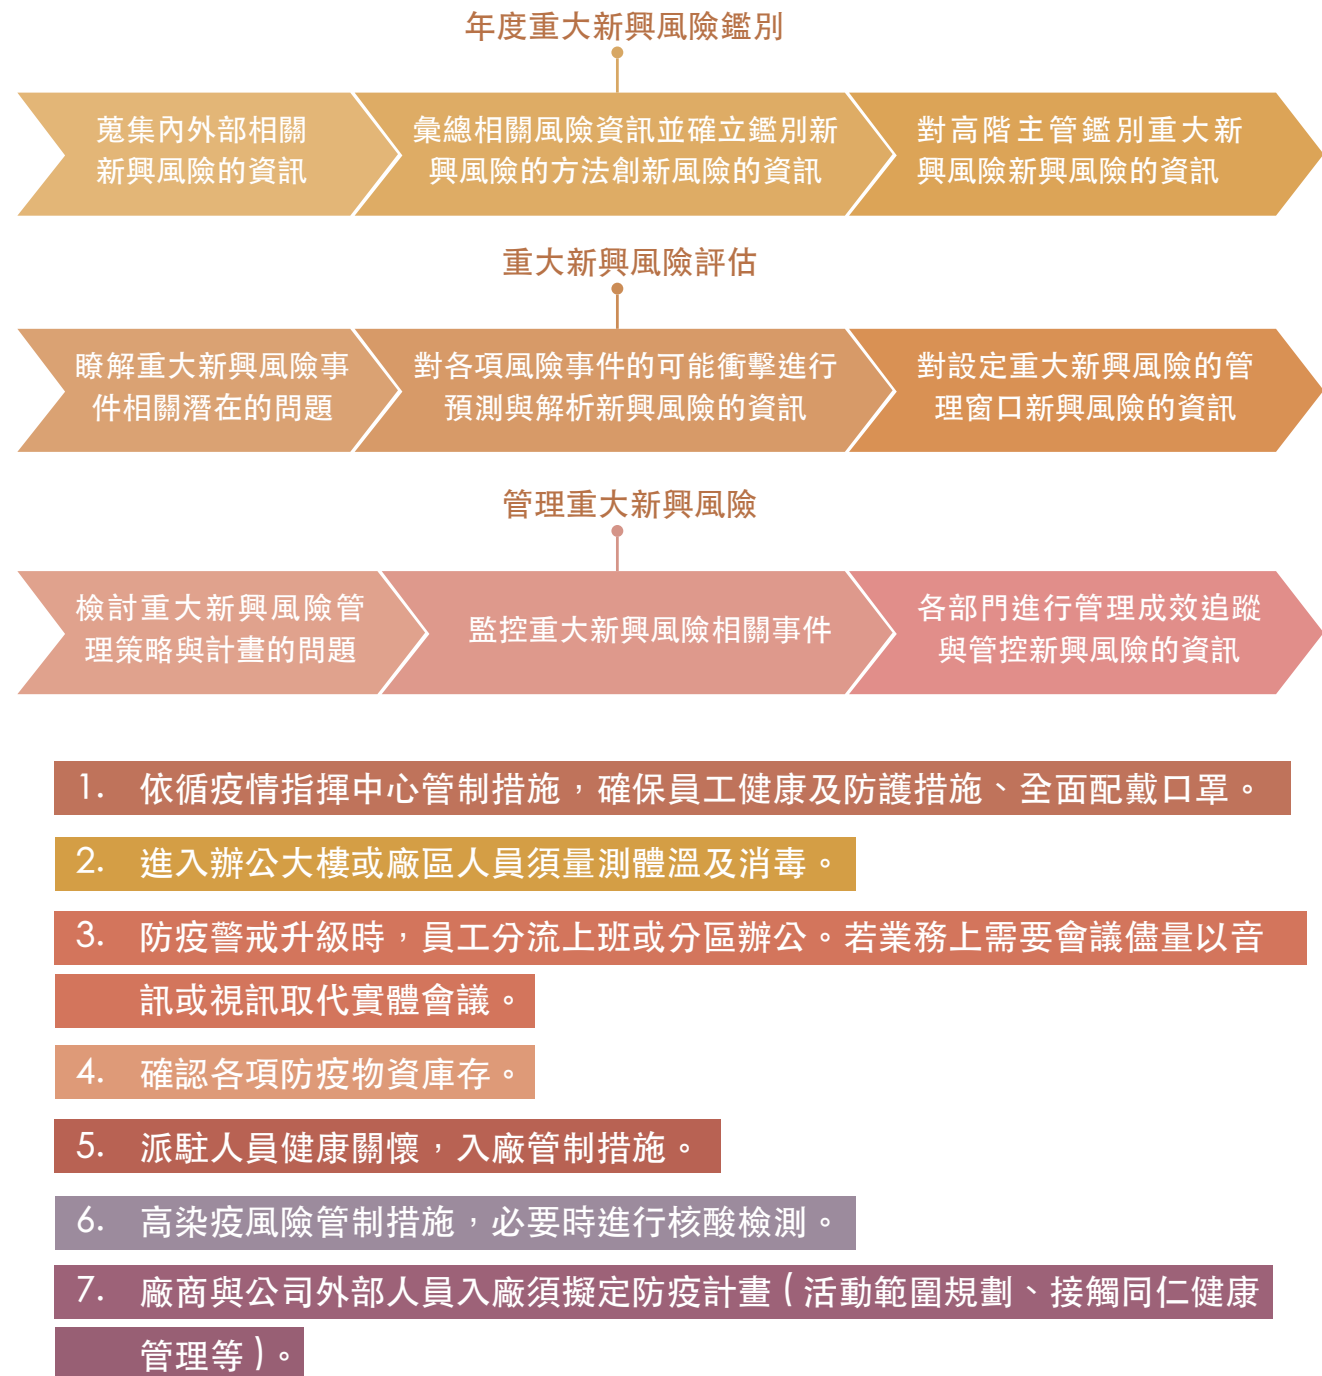 年度重大新興風險鑑別
蒐集內外部相關
新興風險的資訊
彙總相關風險資訊並確立鑑別新
興風險的方法創新風險的資訊
對高階主管鑑別重大新
興風險新興風險的資訊
重大新興風險評估
瞭解重大新興風險事
件相關潛在的問題
對各項風險事件的可能衝擊進行
預測與解析新興風險的資訊
對設定重大新興風險的管
理窗口新興風險的資訊
管理重大新興風險
檢討重大新興風險管
理策略與計畫的問題
監控重大新興風險相關事件
各部門進行管理成效追蹤
與管控新興風險的資訊
1. 依循疫情指揮中心管制措施，確保員工健康及防護措施、全面配戴口罩。
2. 進入辦公大樓或廠區人員須量測體溫及消毒。
3. 防疫警戒升級時，員工分流上班或分區辦公。若業務上需要會議儘量以音
訊或視訊取代實體會議。
4. 確認各項防疫物資庫存。
5. 派駐人員健康關懷，入廠管制措施。
6. 高染疫風險管制措施，必要時進行核酸檢測。
7. 廠商與公司外部人員入廠須擬定防疫計畫（活動範圍規劃、接觸同仁健康
管理等）。